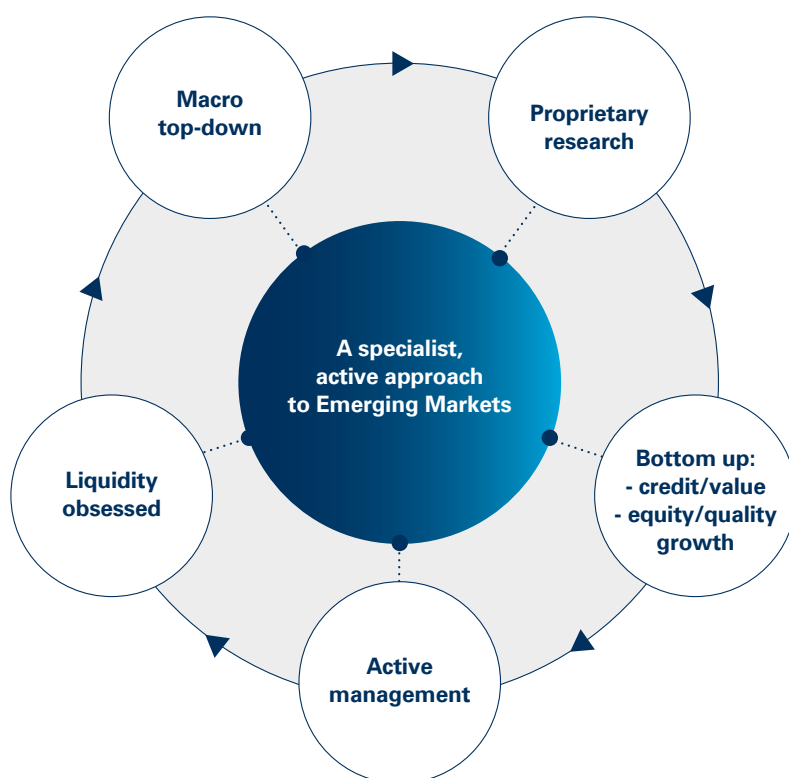 Macro
top-down
Proprietary
research
A specialist,
active approach
to Emerging Markets
Liquidity
obsessed
Bottom up:
- credit/value
- equity/quality
growth
Active
management